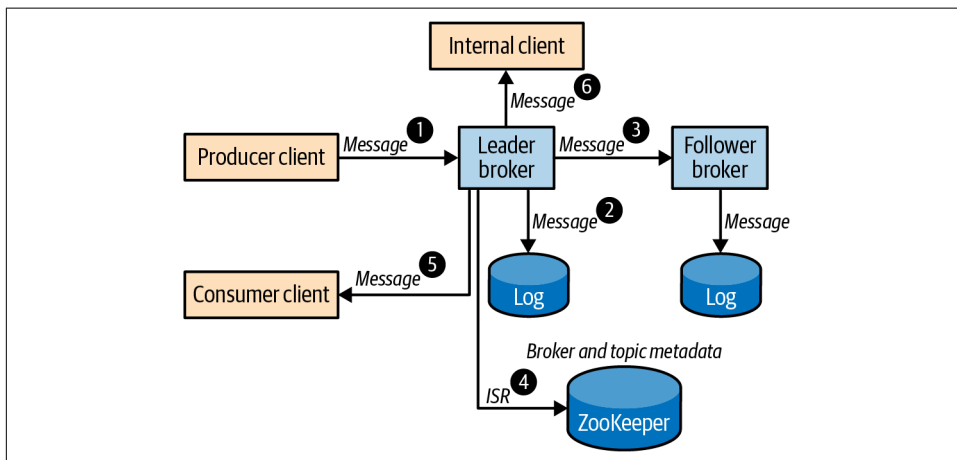 Internal client
Message 6
Producer client
Message 1
Leader
broker
Message 3
Follower
broker
Message 2
Message
Log
Log
Consumer client
Message 5
Broker and topic metadata
ISR 4
ZooKeeper